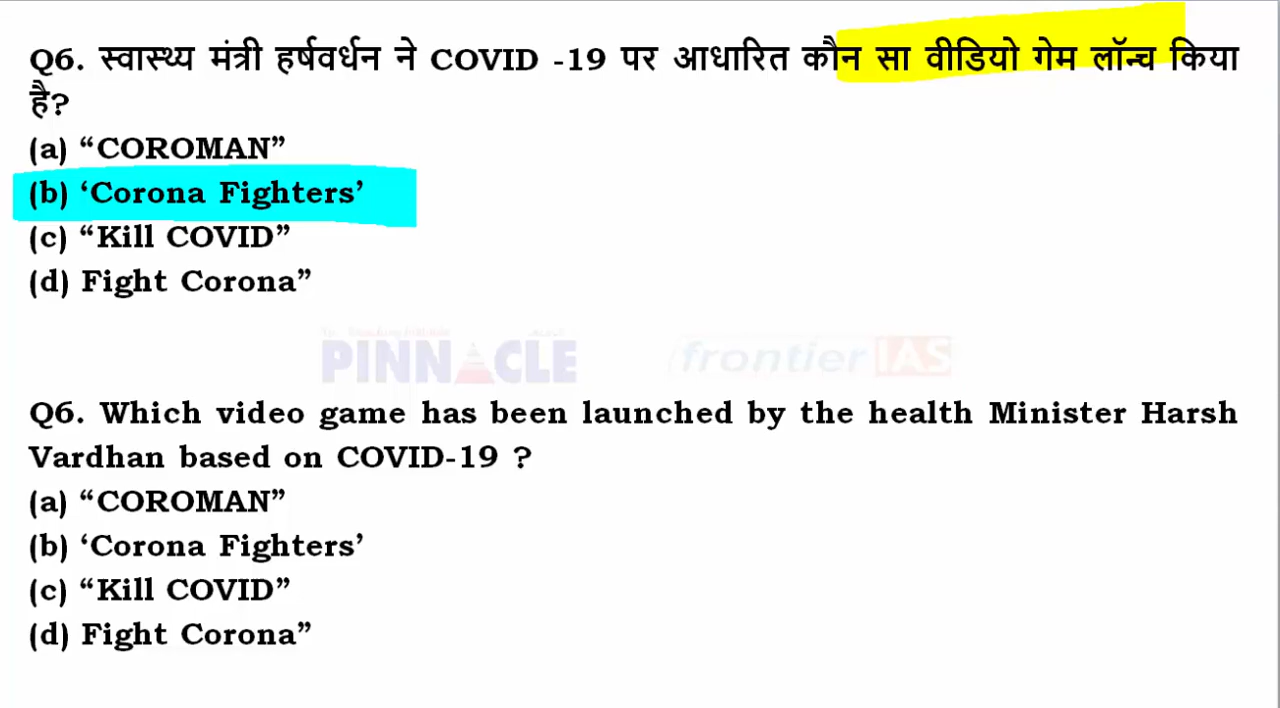 Q6. स्वास्थ्य मंत्री हर्षवर्धन ने COVID -19 पर आधारित कौन सा वीडियो गेम लॉन्च किया
है?
(a) “COROMAN”
(b) ‘Corona Fighters’
(c) “Kill COVID”
(d) Fight Corona”
PINNACLE frontier IAS
Q6. Which video game has been launched by the health Minister Harsh
Vardhan based on COVID-19 ?
(a) “COROMAN”
(b) ‘Corona Fighters’
(c) “Kill COVID”
(d) Fight Corona”